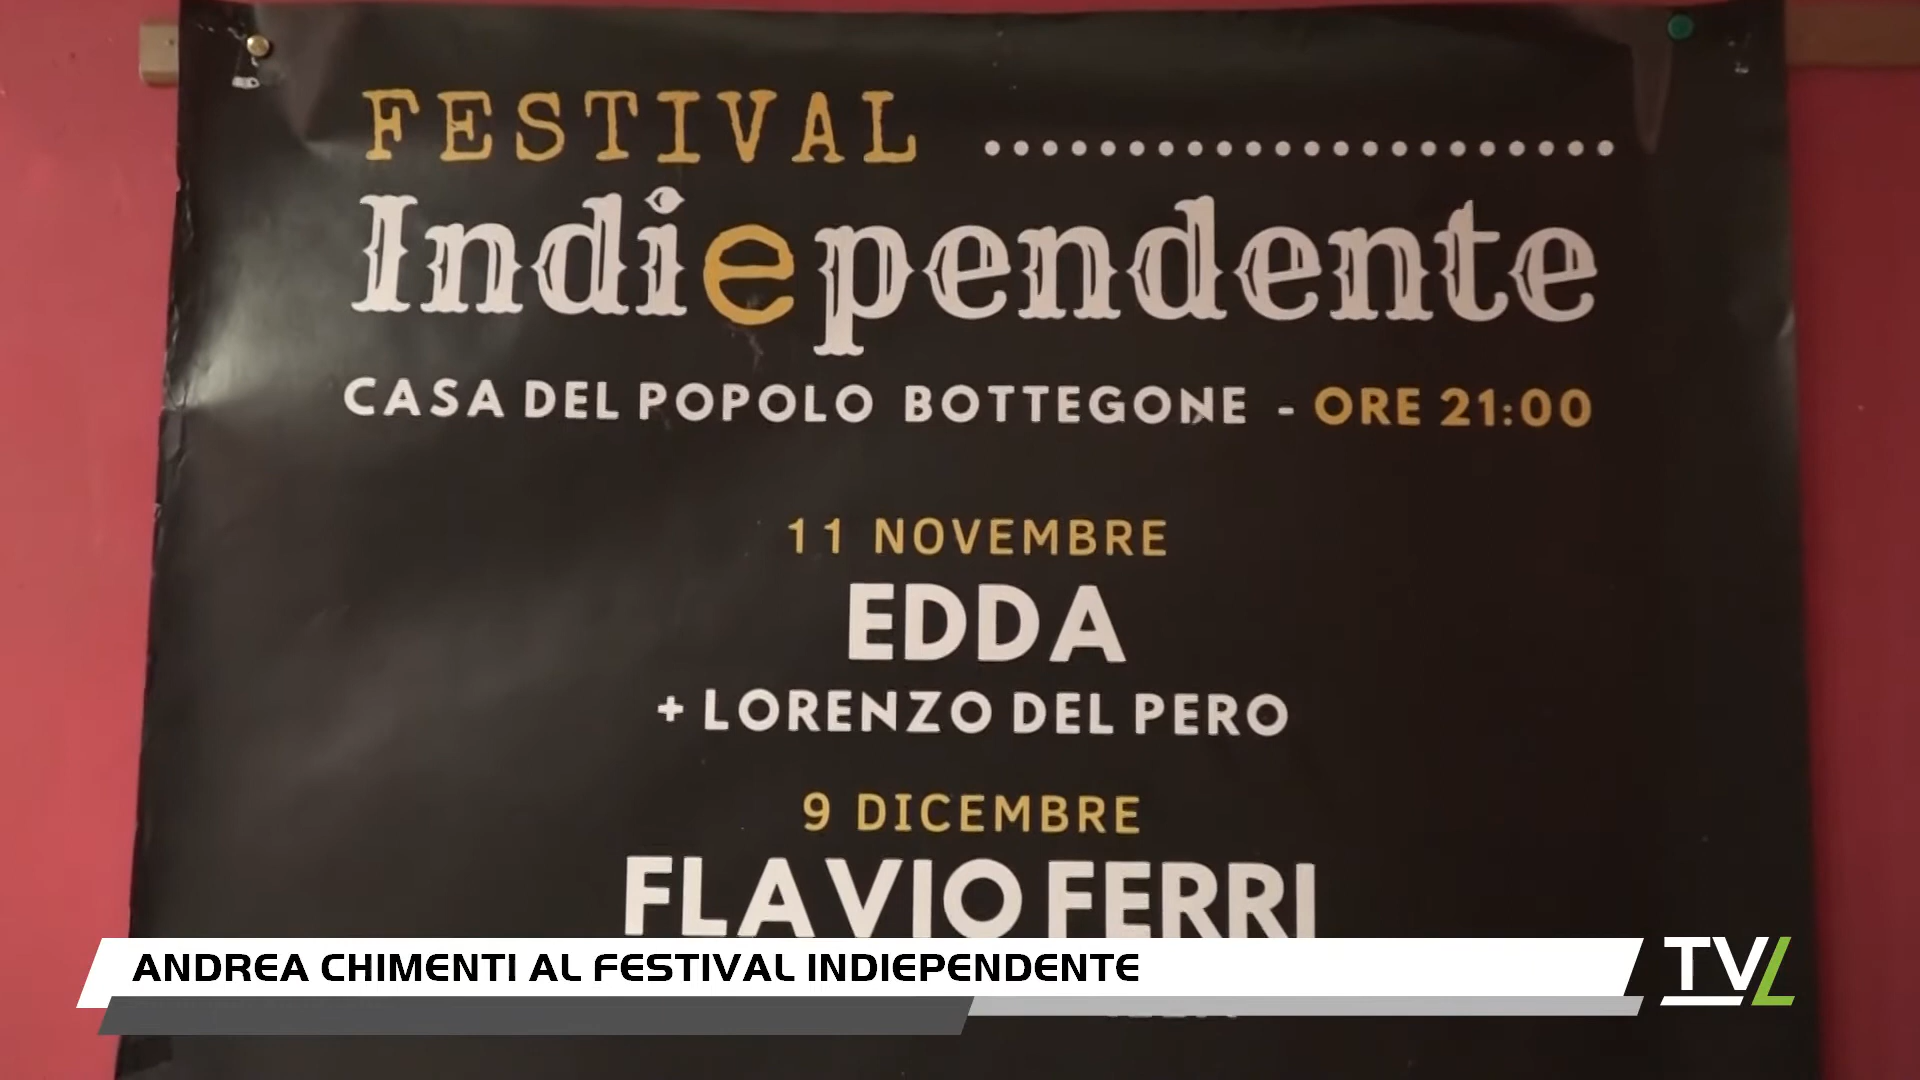 FESTIVAL
Indiependente
CASA DEL POPOLO BOTTEGONE - ORE 21:00
11 NOVEMBRE
EDDA
+ LORENZO DEL PERO
9 DICEMBRE
FLAVIO FERRI
ANDREA CHIMENTI AL FESTIVAL INDIEPENDENTE
TVL